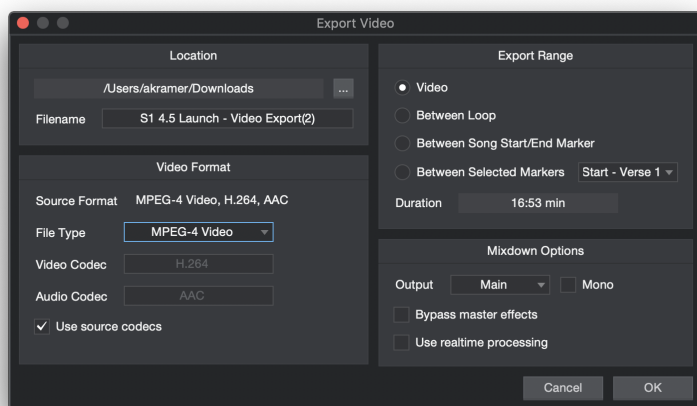 Export Video
Location
/Users/akramer/Downloads
...
Filename
S1 4.5 Launch - Video Export(2)
Video Format
Source Format
MPEG-4 Video, H.264, AAC
File Type
MPEG-4 Video
Video Codec
H.264
Audio Codec
AAC
Use source codecs
Export Range
Video
Between Loop
Between Song Start/End Marker
Between Selected Markers
Start - Verse 1
Duration
16:53 min
Mixdown Options
Output
Main
Mono
Bypass master effects
Use realtime processing
Cancel
OK